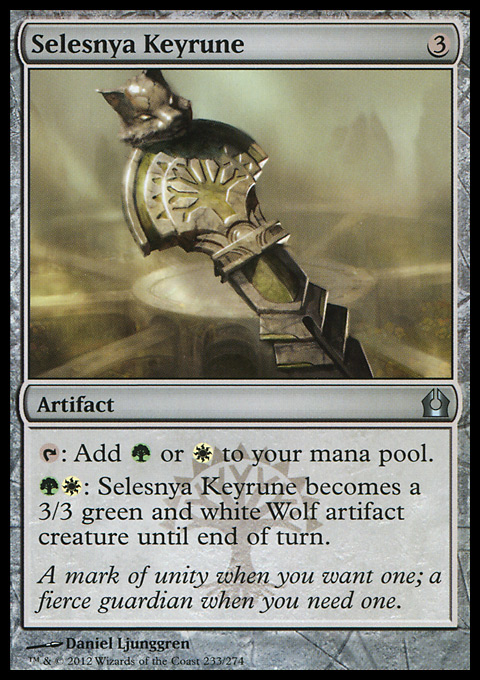 Selesnya Keyrune 3
Artifact
: Add or to your mana pool.
: Selesnya Keyrune becomes a
3/3 green and white Wolf artifact
creature until end of turn.
A mark of unity when you want one; a
fierce guardian when you need one.
Daniel Ljunggren
™ & © 2012 Wizards of the Coast 233/274